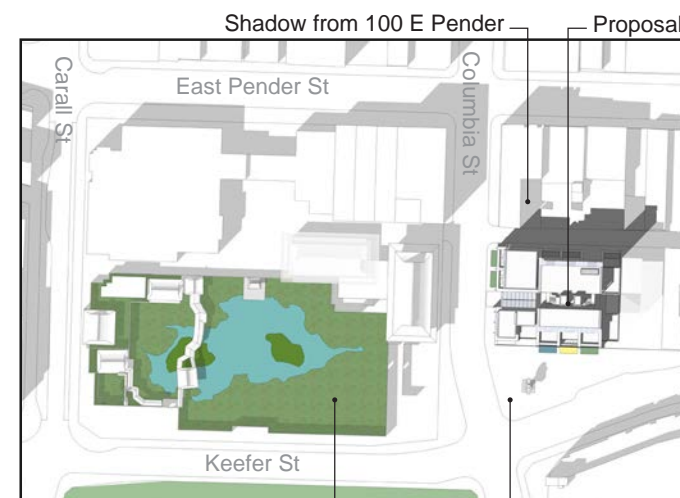 Shadow from 100 E Pender
Proposal
Carall St
East Pender St
Columbia St
Keefer St